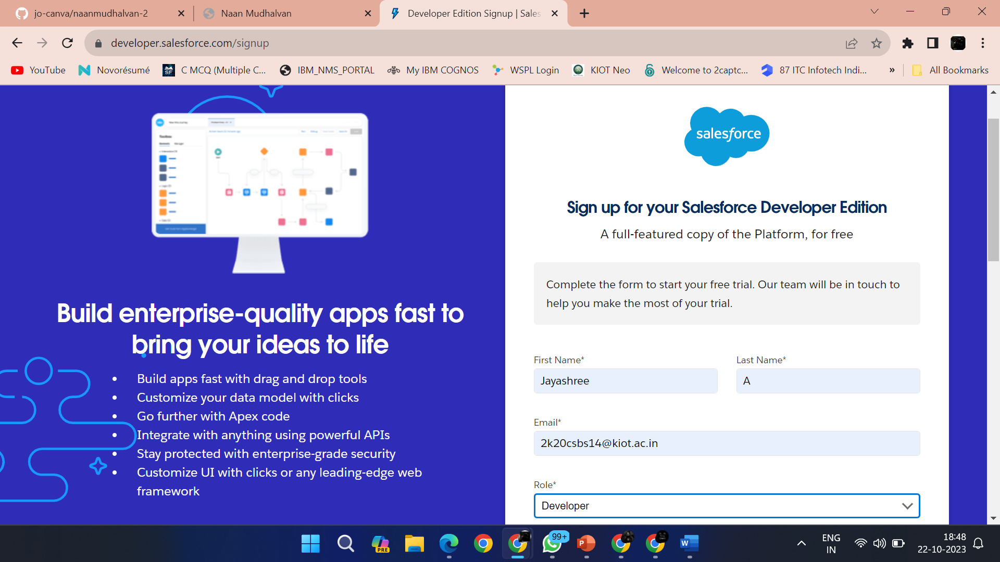 jo-canva/naanmudhalvan-2
Naan Mudhalvan
Developer Edition Signup | Sales
developer.salesforce.com/signup
YouTube
Novorésumé
C MCQ (Multiple C...
IBM_NMS_PORTAL
My IBM COGNOS
WSPL Login
KIOT Neo
Welcome to 2captc...
87 ITC Infotech Indi...
»
All Bookmarks
Build enterprise-quality apps fast to
bring your ideas to life
• Build apps fast with drag and drop tools
• Customize your data model with clicks
• Go further with Apex code
• Integrate with anything using powerful APIs
• Stay protected with enterprise-grade security
• Customize UI with clicks or any leading-edge web
framework
salesforce
Sign up for your Salesforce Developer Edition
A full-featured copy of the Platform, for free
Complete the form to start your free trial. Our team will be in touch to
help you make the most of your trial.
First Name*
Last Name*
Jayashree
A
Email*
2k20csbs14@kiot.ac.in
Role*
Developer
PRE
99+
P
W
ENG
IN
18:48
22-10-2023